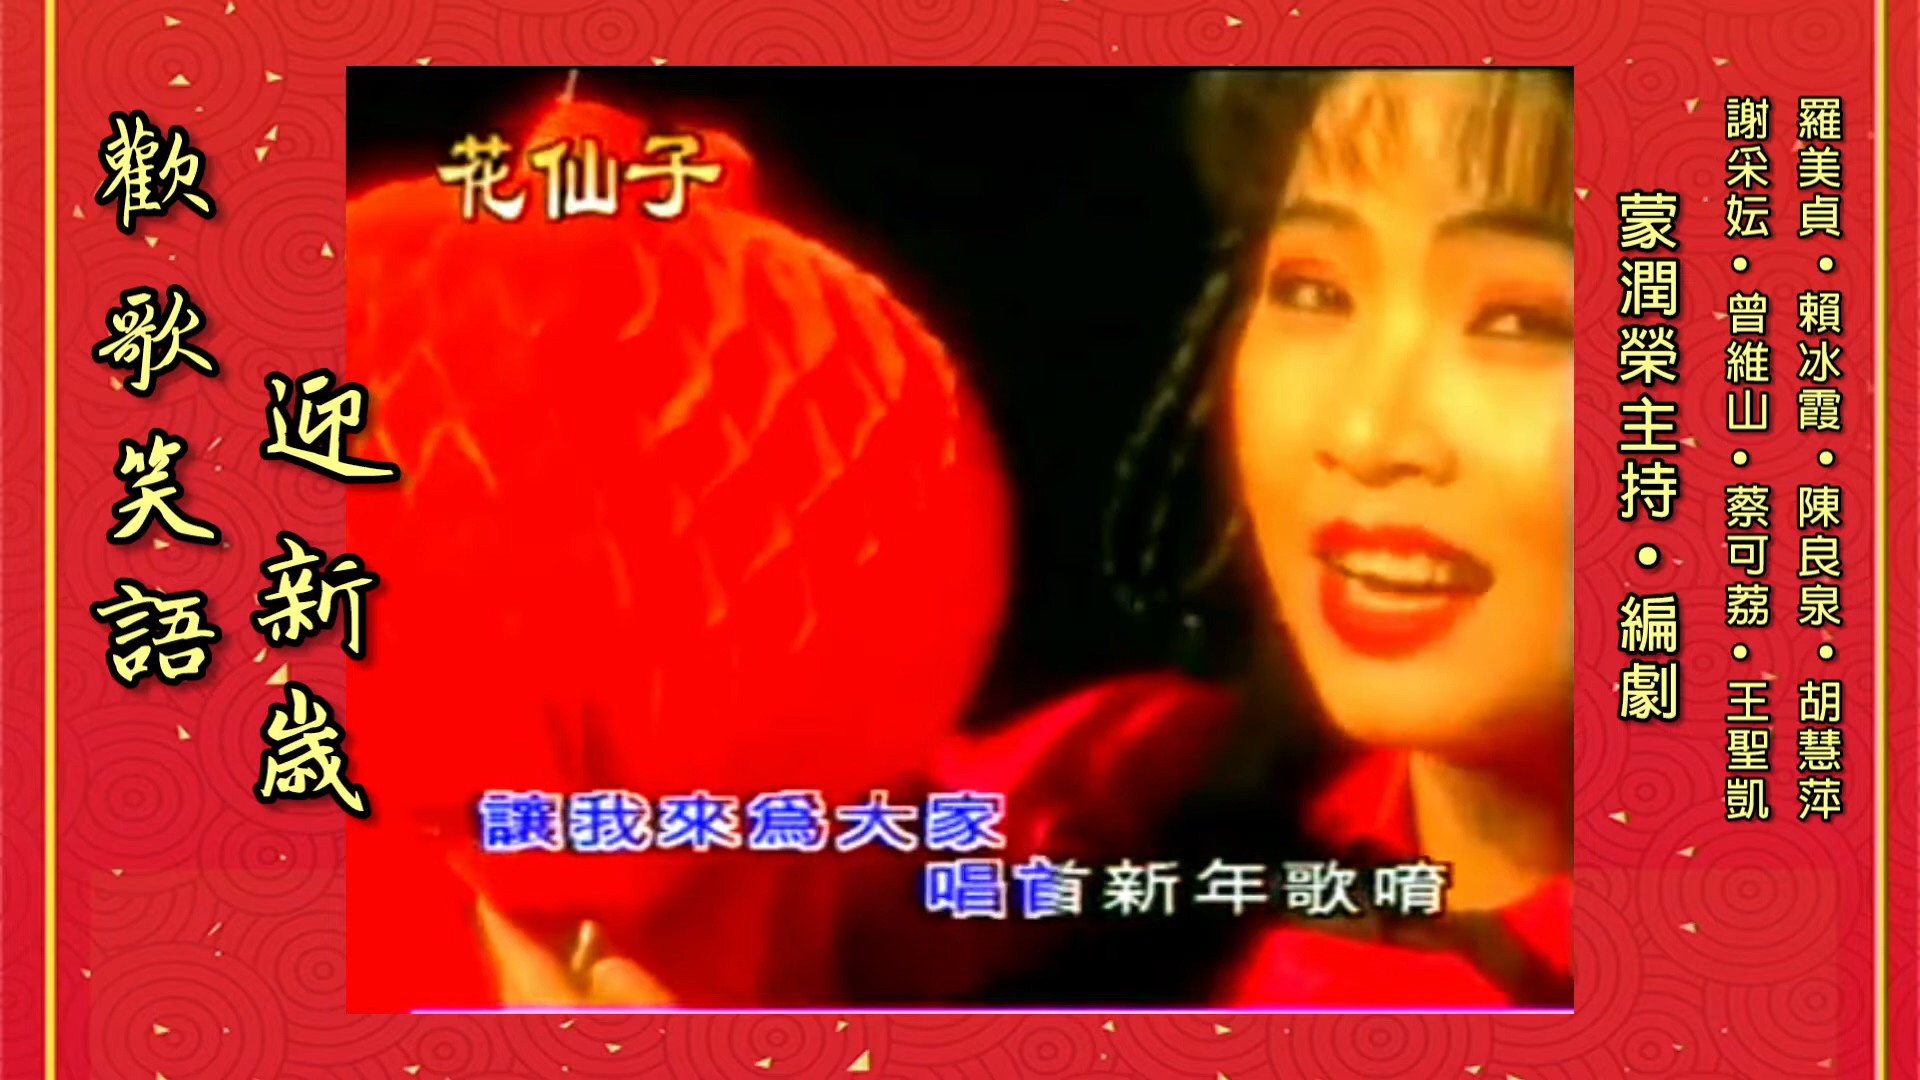 歡歌笑語
迎新歲
花仙子
讓我來為大家
唱首新年歌唷
羅美貞·賴冰霞·陳良泉·胡慧萍
謝采妘·曾維山·蔡可荔·王聖凱
蒙潤榮主持·編劇